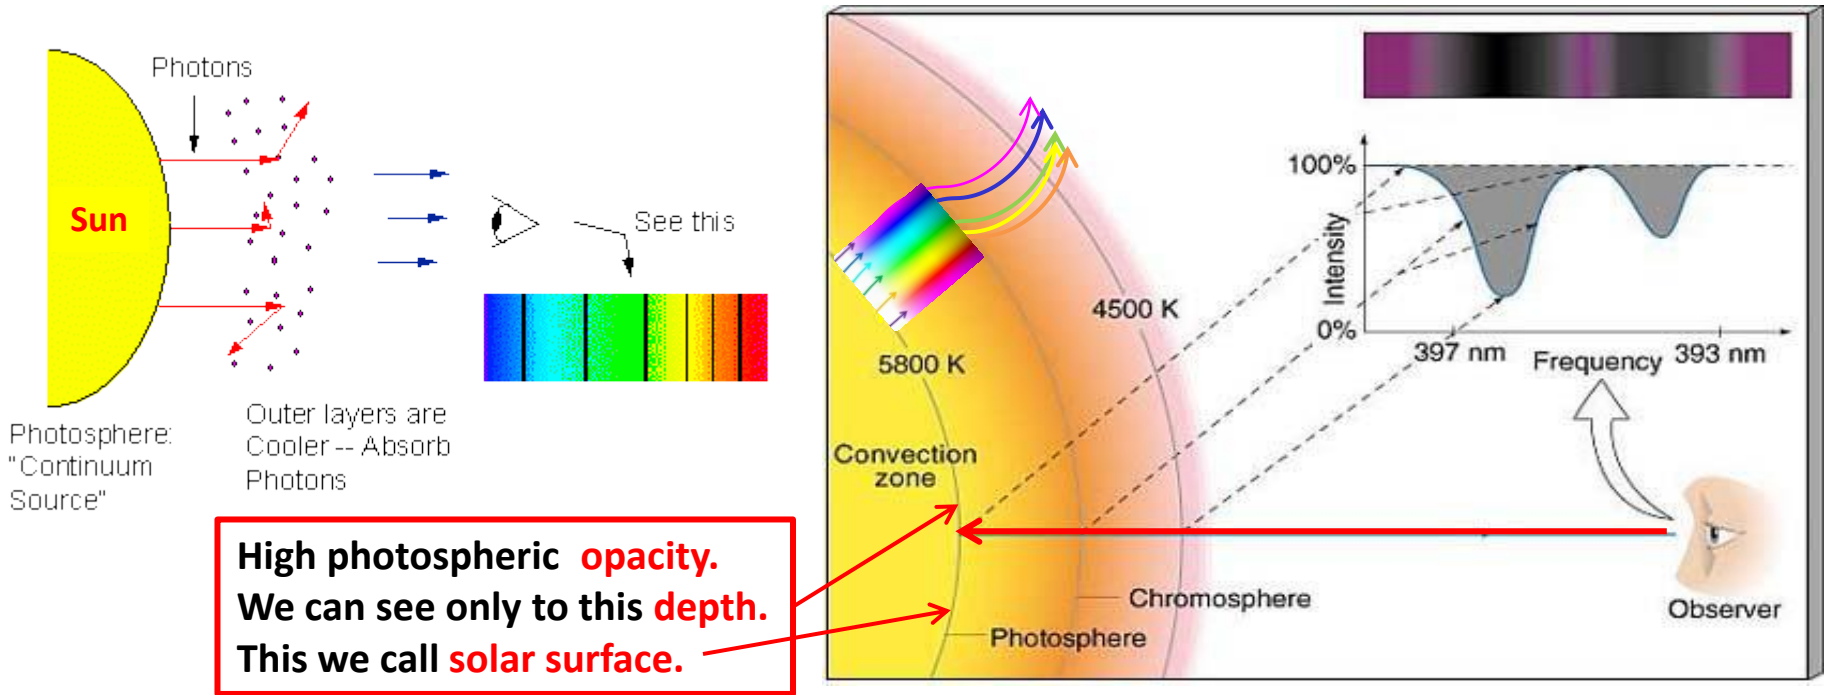 Photons
Sun
See this
Photosphere:
"Continuum
Source"
Outer layers are
Cooler -- Absorb
Photons
High photospheric opacity.
We can see only to this depth.
This we call solar surface.
5800 K
4500 K
Convection
zone
Photosphere
Chromosphere
100%
Intensity
0%
397 nm
Frequency
393 nm
Observer